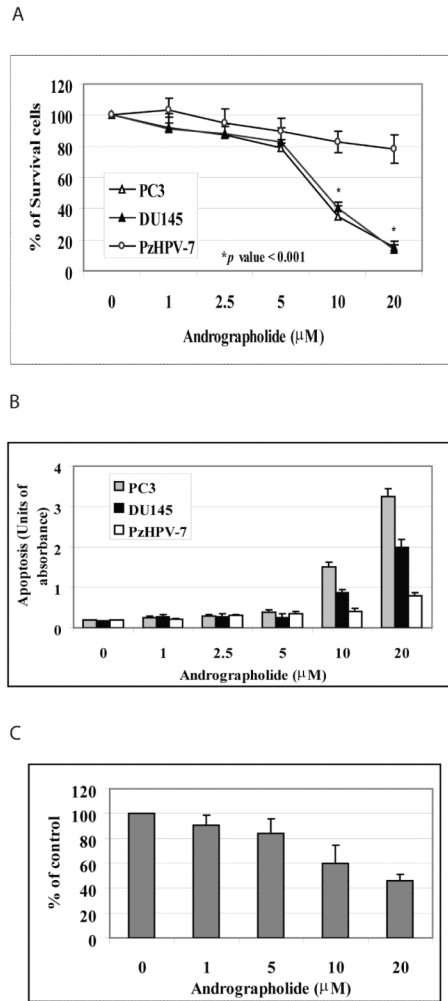 A
120
100
80
60
40
20
0
% of Survival cells
PC3
DU145
PzHPV-7
*
*
*p value < 0.001
0 1 2.5 5 10 20
Andrographolide (µM)
B
4
3
2
1
0
Apoptosis (Units of
absorbance)
PC3
DU145
PzHPV-7
0 1 2.5 5 10 20
Andrographolide (µM)
C
120
100
80
60
40
20
0
% of control
0 1 5 10 20
Andrographolide (µM)